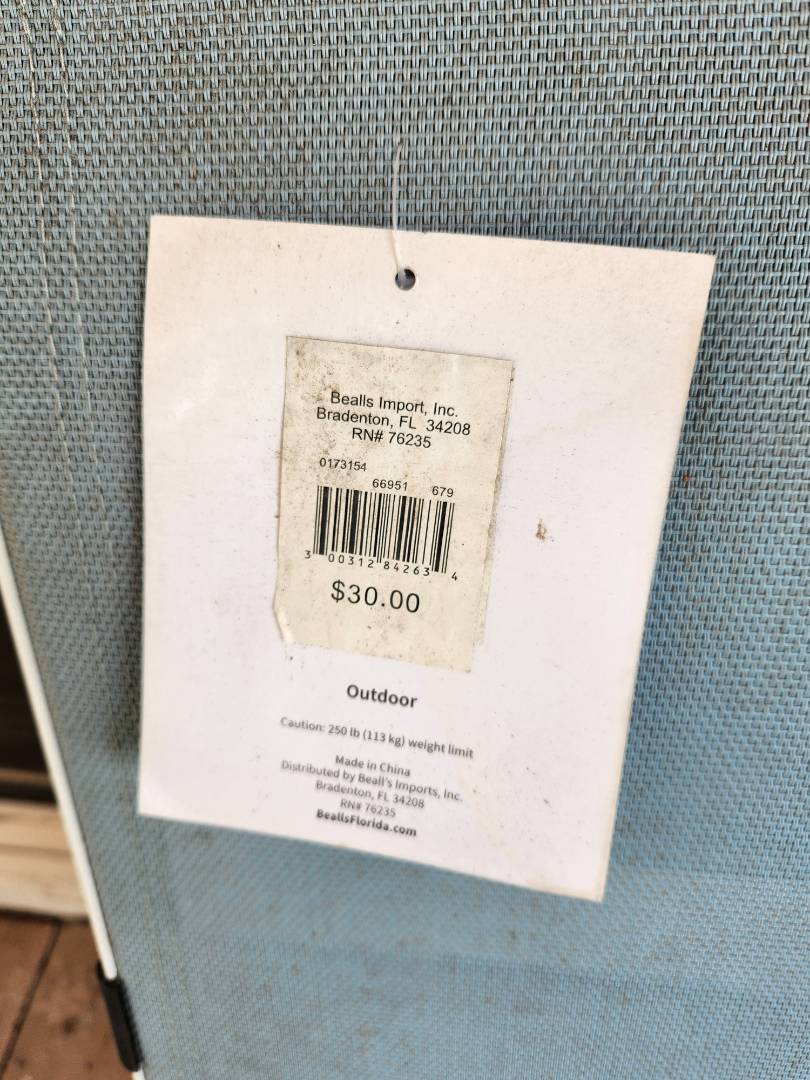 Bealls Import, Inc.
Bradenton, FL 34208
RN# 76235
0173154
66951 679
3 00312 84263 4
$30.00
Outdoor
Caution: 250 lb (113 kg) weight limit
Made in China
Distributed by Beall's Imports, Inc.
Bradenton, FL 34208
RN# 76235
BeallsFlorida.com